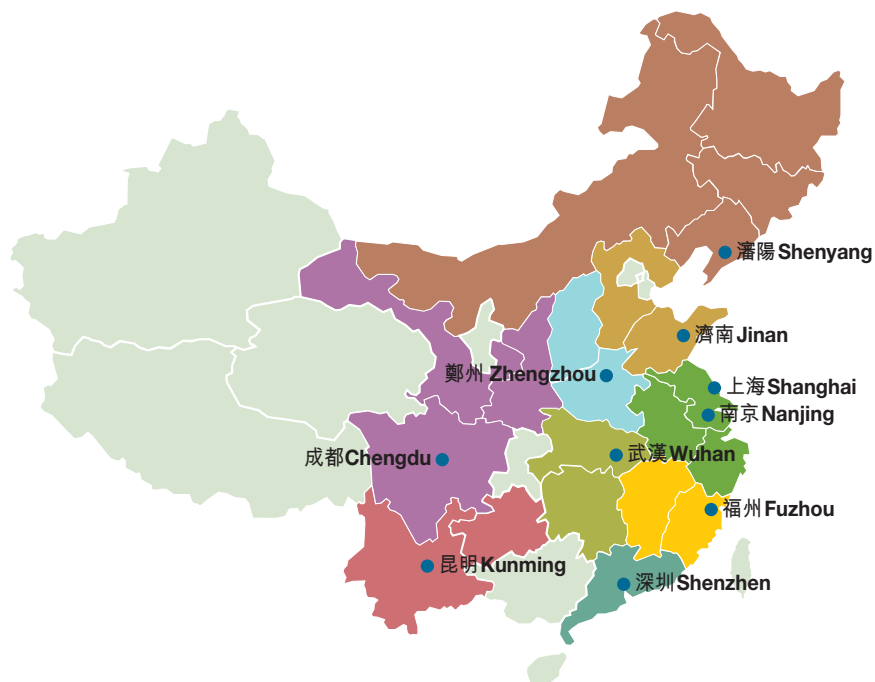 瀋陽 Shenyang
濟南 Jinan
鄭州 Zhengzhou
上海 Shanghai
南京 Nanjing
成都 Chengdu
武漢 Wuhan
福州 Fuzhou
昆明 Kunming
深圳 Shenzhen